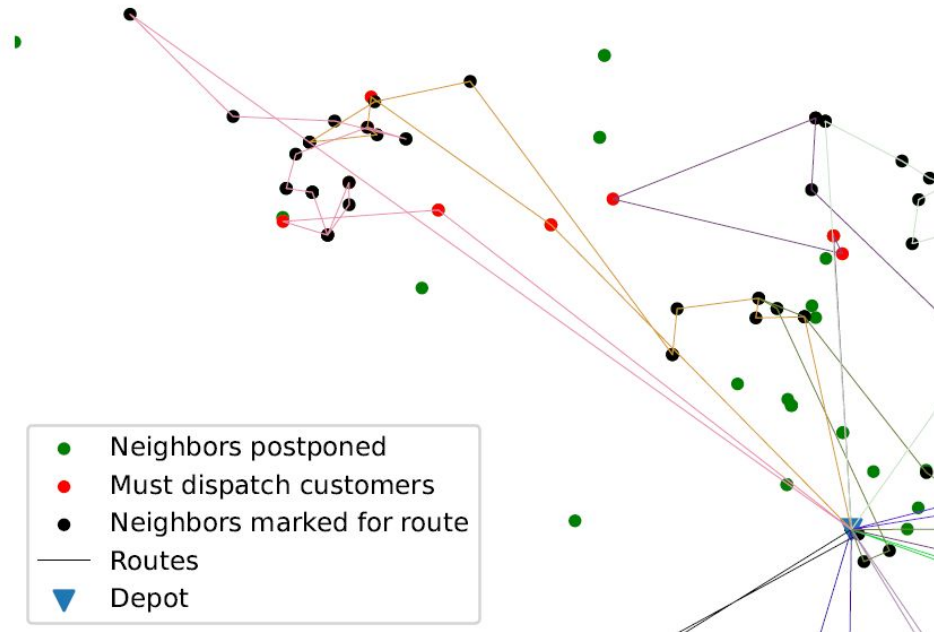 Neighbors postponed
Must dispatch customers
Neighbors marked for route
Routes
Depot